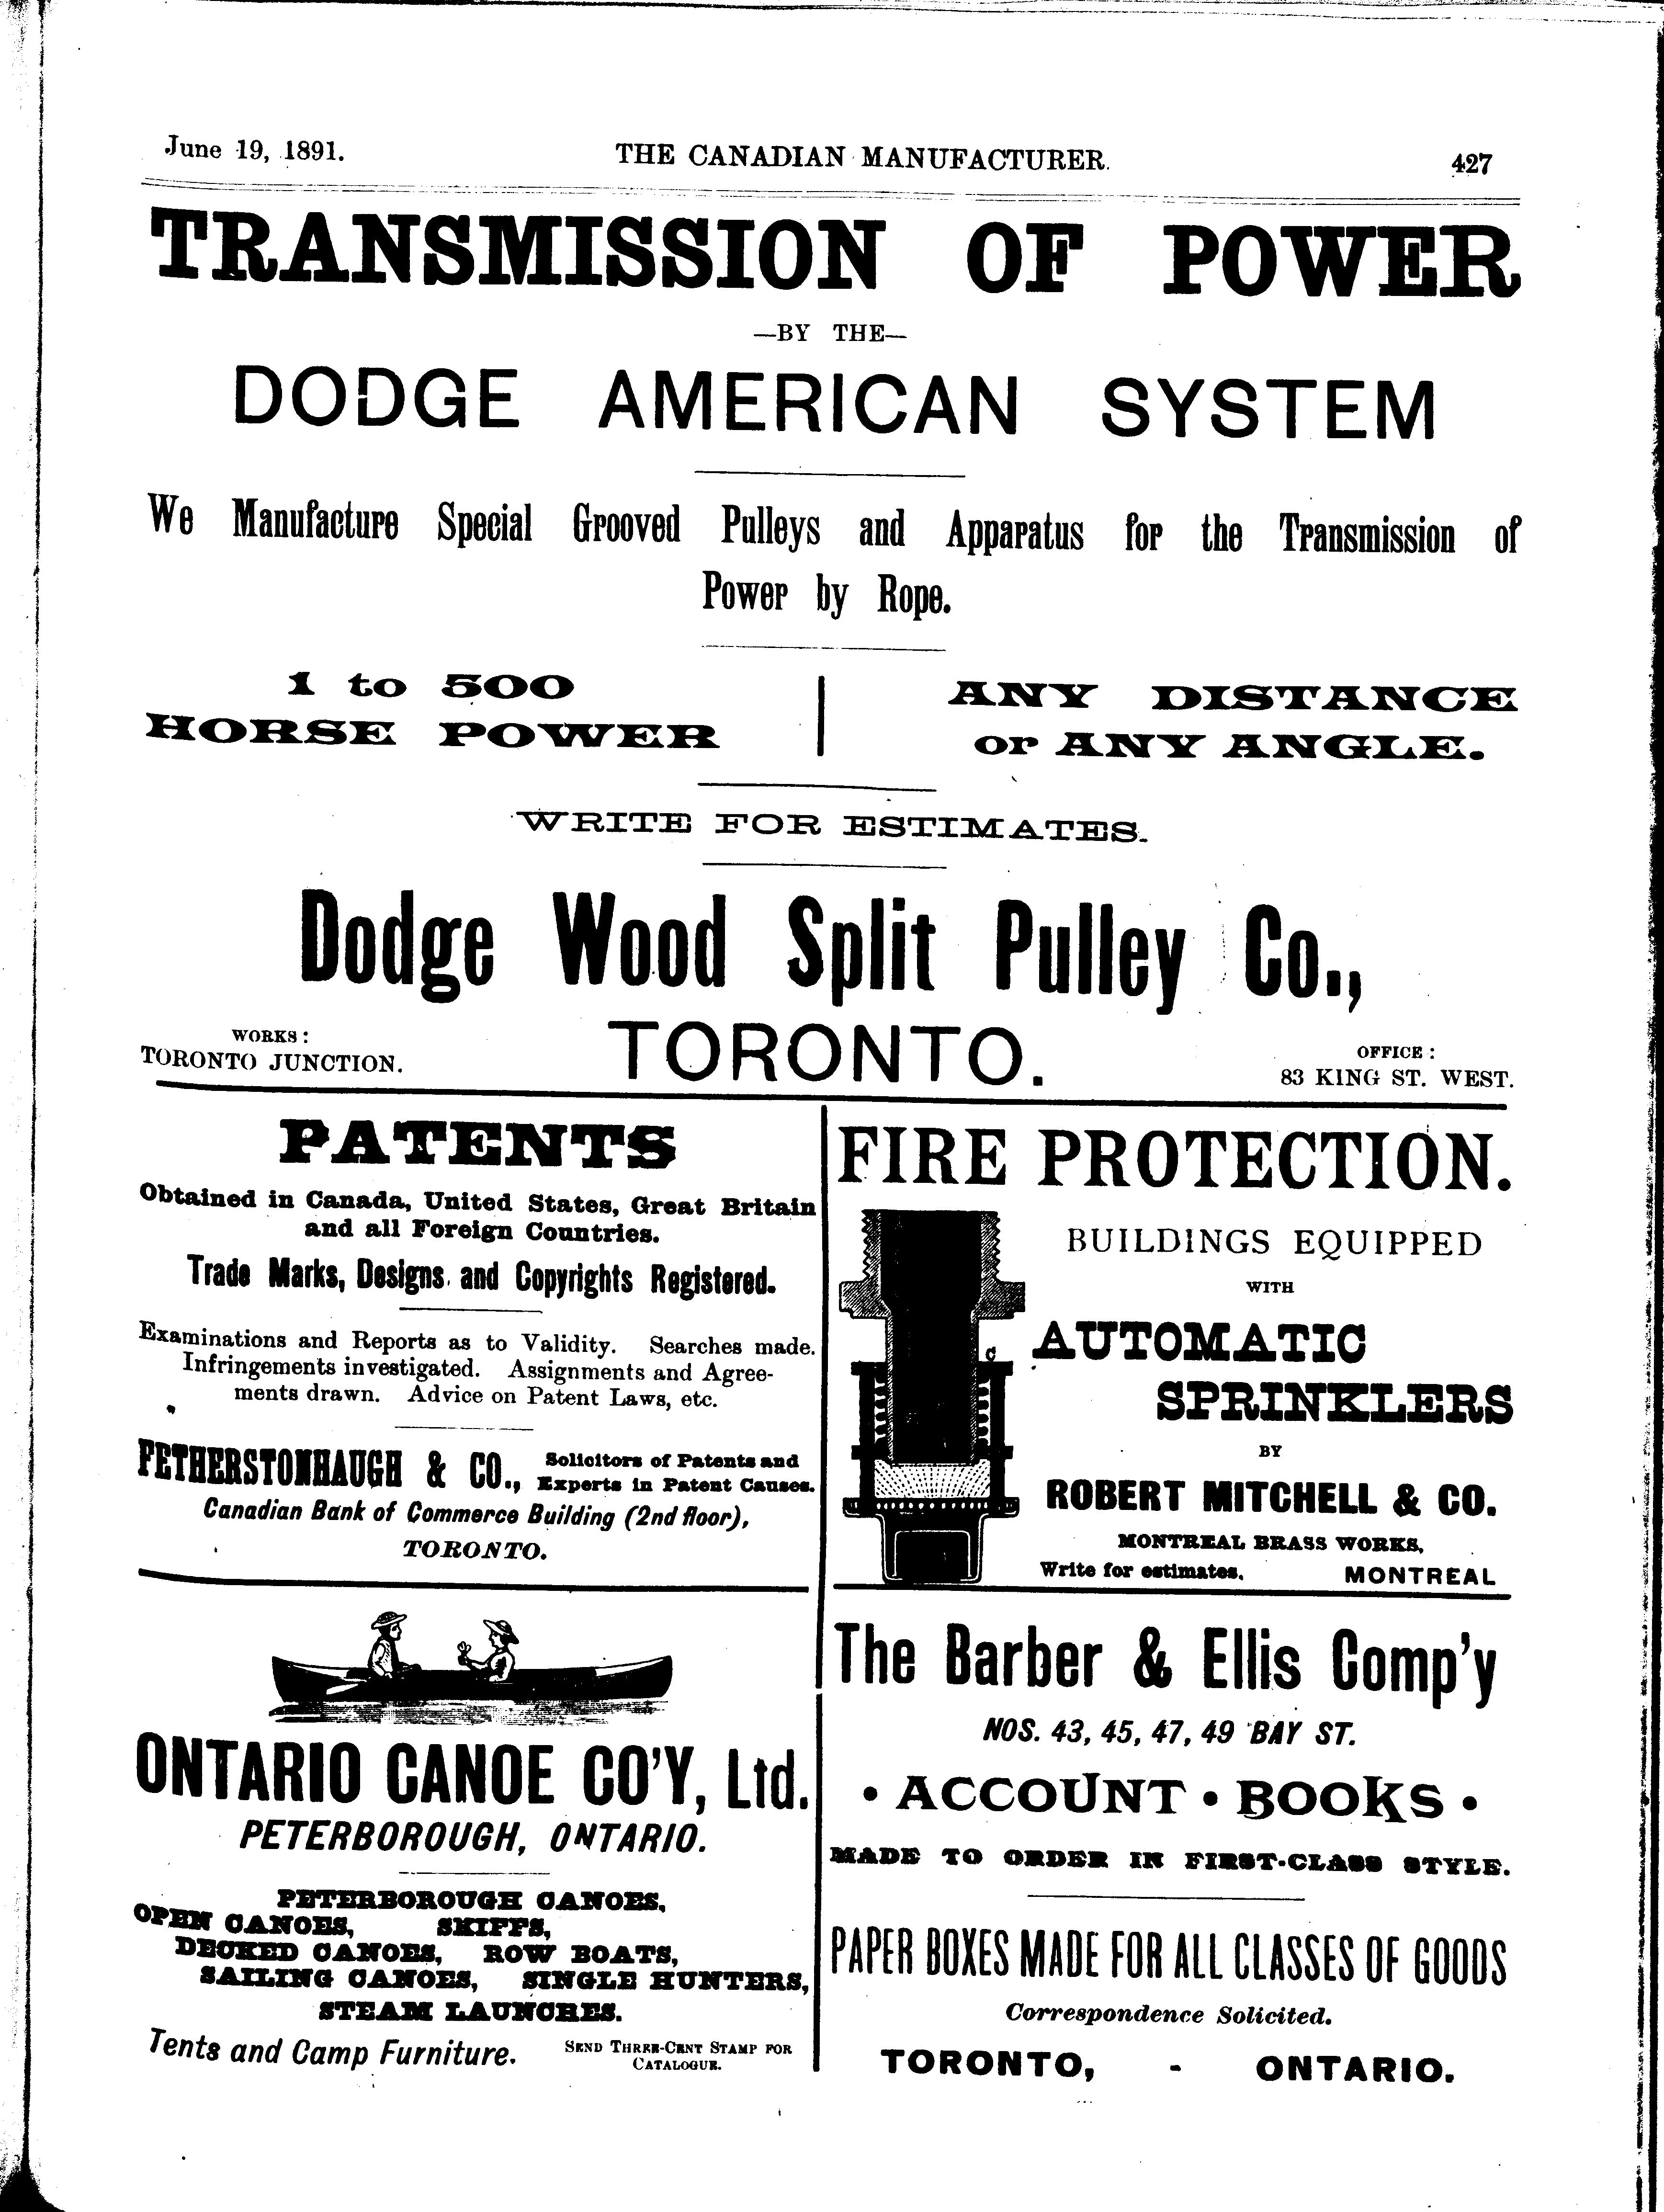 June 19, 1891. THE CANADIAN MANUFACTURER. 427
TRANSMISSION OF POWER
—BY THE—
DODGE AMERICAN SYSTEM
We Manufacture Special Grooved Pulleys and Apparatus for the Transmission of
Power by Rope.
1 to 500
HORSE POWER
ANY DISTANCE
or ANY ANGLE.
WRITE FOR ESTIMATES.
Dodge Wood Split Pulley Co.,
WORKS:
TORONTO JUNCTION.
TORONTO.
OFFICE:
83 KING ST. WEST.
PATENTS
Obtained in Canada, United States, Great Britain
and all Foreign Countries.
Trade Marks, Designs and Copyrights Registered.
Examinations and Reports as to Validity. Searches made.
Infringements investigated. Assignments and Agree-
ments drawn. Advice on Patent Laws, etc.
FETHERSTONHAUGH & CO.,
Solicitors of Patents and
Experts in Patent Causes.
Canadian Bank of Commerce Building (2nd floor),
TORONTO.
FIRE PROTECTION.
BUILDINGS EQUIPPED
WITH
C
AUTOMATIC
SPRINKLERS
BY
ROBERT MITCHELL & CO.
MONTREAL BRASS WORKS,
Write for estimates. MONTREAL
ONTARIO CANOE CO'Y, Ltd.
PETERBOROUGH, ONTARIO.
PETERBOROUGH CANOES,
OPEN CANOES, SKIFFS,
DECKED CANOES, ROW BOATS,
SAILING CANOES, SINGLE HUNTERS,
STEAM LAUNCHES.
Tents and Camp Furniture.
SEND THREE-CENT STAMP FOR
CATALOGUE.
The Barber & Ellis Comp'y
NOS. 43, 45, 47, 49 BAY ST.
• ACCOUNT • BOOKS •
MADE TO ORDER IN FIRST-CLASS STYLE.
PAPER BOXES MADE FOR ALL CLASSES OF GOODS
Correspondence Solicited.
TORONTO, - ONTARIO.